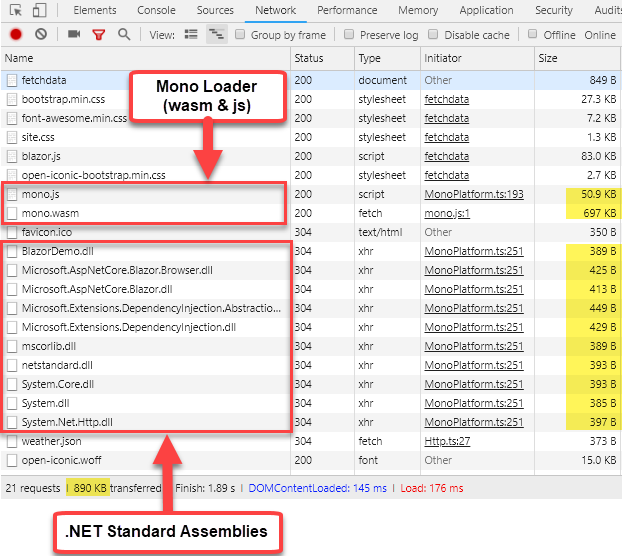 Elements Console Sources Network Performance Memory Application Security Audits
View: Group by frame Preserve log Disable cache Offline Online
Name Status Type Initiator Size
fetchdata 200 document Other 849 B
bootstrap.min.css 200 stylesheet fetchdata 27.3 KB
font-awesome.min.css 200 stylesheet fetchdata 7.2 KB
site.css 200 stylesheet fetchdata 1.3 KB
blazor.js 200 script fetchdata 83.0 KB
open-iconic-bootstrap.min.css 200 stylesheet fetchdata 2.7 KB
mono.js 200 script MonoPlatform.ts:193 50.9 KB
mono.wasm 200 fetch mono.js:1 697 KB
favicon.ico 304 text/html Other 350 B
BlazorDemo.dll 304 xhr MonoPlatform.ts:251 389 B
Microsoft.AspNetCore.Blazor.Browser.dll 304 xhr MonoPlatform.ts:251 425 B
Microsoft.AspNetCore.Blazor.dll 304 xhr MonoPlatform.ts:251 413 B
Microsoft.Extensions.DependencyInjection.Abstractio... 304 xhr MonoPlatform.ts:251 449 B
Microsoft.Extensions.DependencyInjection.dll 304 xhr MonoPlatform.ts:251 429 B
mscorlib.dll 304 xhr MonoPlatform.ts:251 389 B
netstandard.dll 304 xhr MonoPlatform.ts:251 393 B
System.Core.dll 304 xhr MonoPlatform.ts:251 393 B
System.dll 304 xhr MonoPlatform.ts:251 385 B
System.Net.Http.dll 304 xhr MonoPlatform.ts:251 397 B
weather.json 304 fetch Http.ts:27 373 B
open-iconic.woff 200 font Other 15.0 KB
21 requests | 890 KB transferred | Finish: 1.89 s | DOMContentLoaded: 145 ms | Load: 176 ms
Mono Loader
(wasm & js)
.NET Standard Assemblies